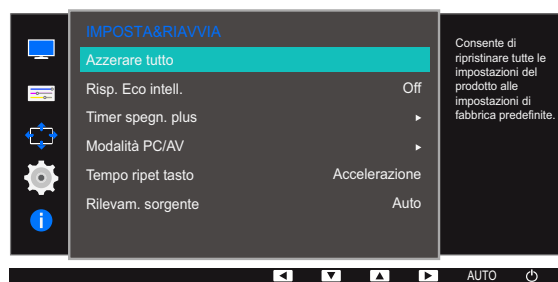 IMPOSTA&RIAVVIA
Azzerare tutto
Risp. Eco intell. Off
Timer spegn. plus
Modalità PC/AV
Tempo ripet tasto Accelerazione
Rilevam. sorgente Auto
Consente di
ripristinare tutte le
impostazioni del
prodotto alle
impostazioni di
fabbrica predefinite.
AUTO